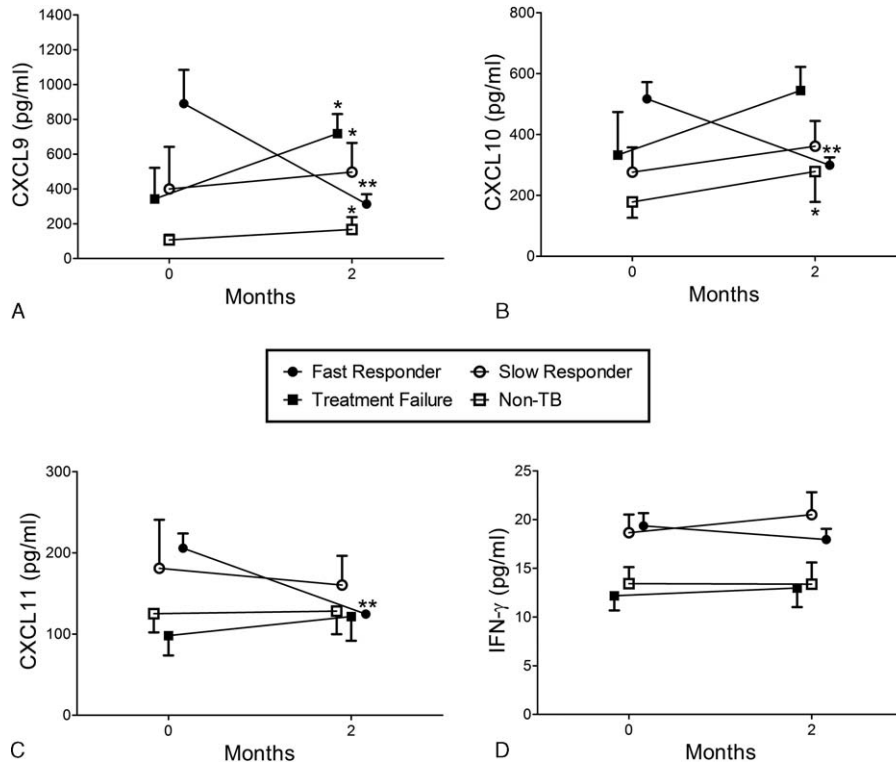 CXCL9 (pg/ml)
1400
1200
1000
800
600
400
200
0
*
*
**
*
0 2
Months
A
CXCL10 (pg/ml)
800
600
400
200
0
**
*
0 2
Months
B
Fast Responder Slow Responder
Treatment Failure Non-TB
CXCL11 (pg/ml)
300
200
100
0
**
0 2
Months
C
IFN-γ (pg/ml)
25
20
15
10
5
0
0 2
Months
D